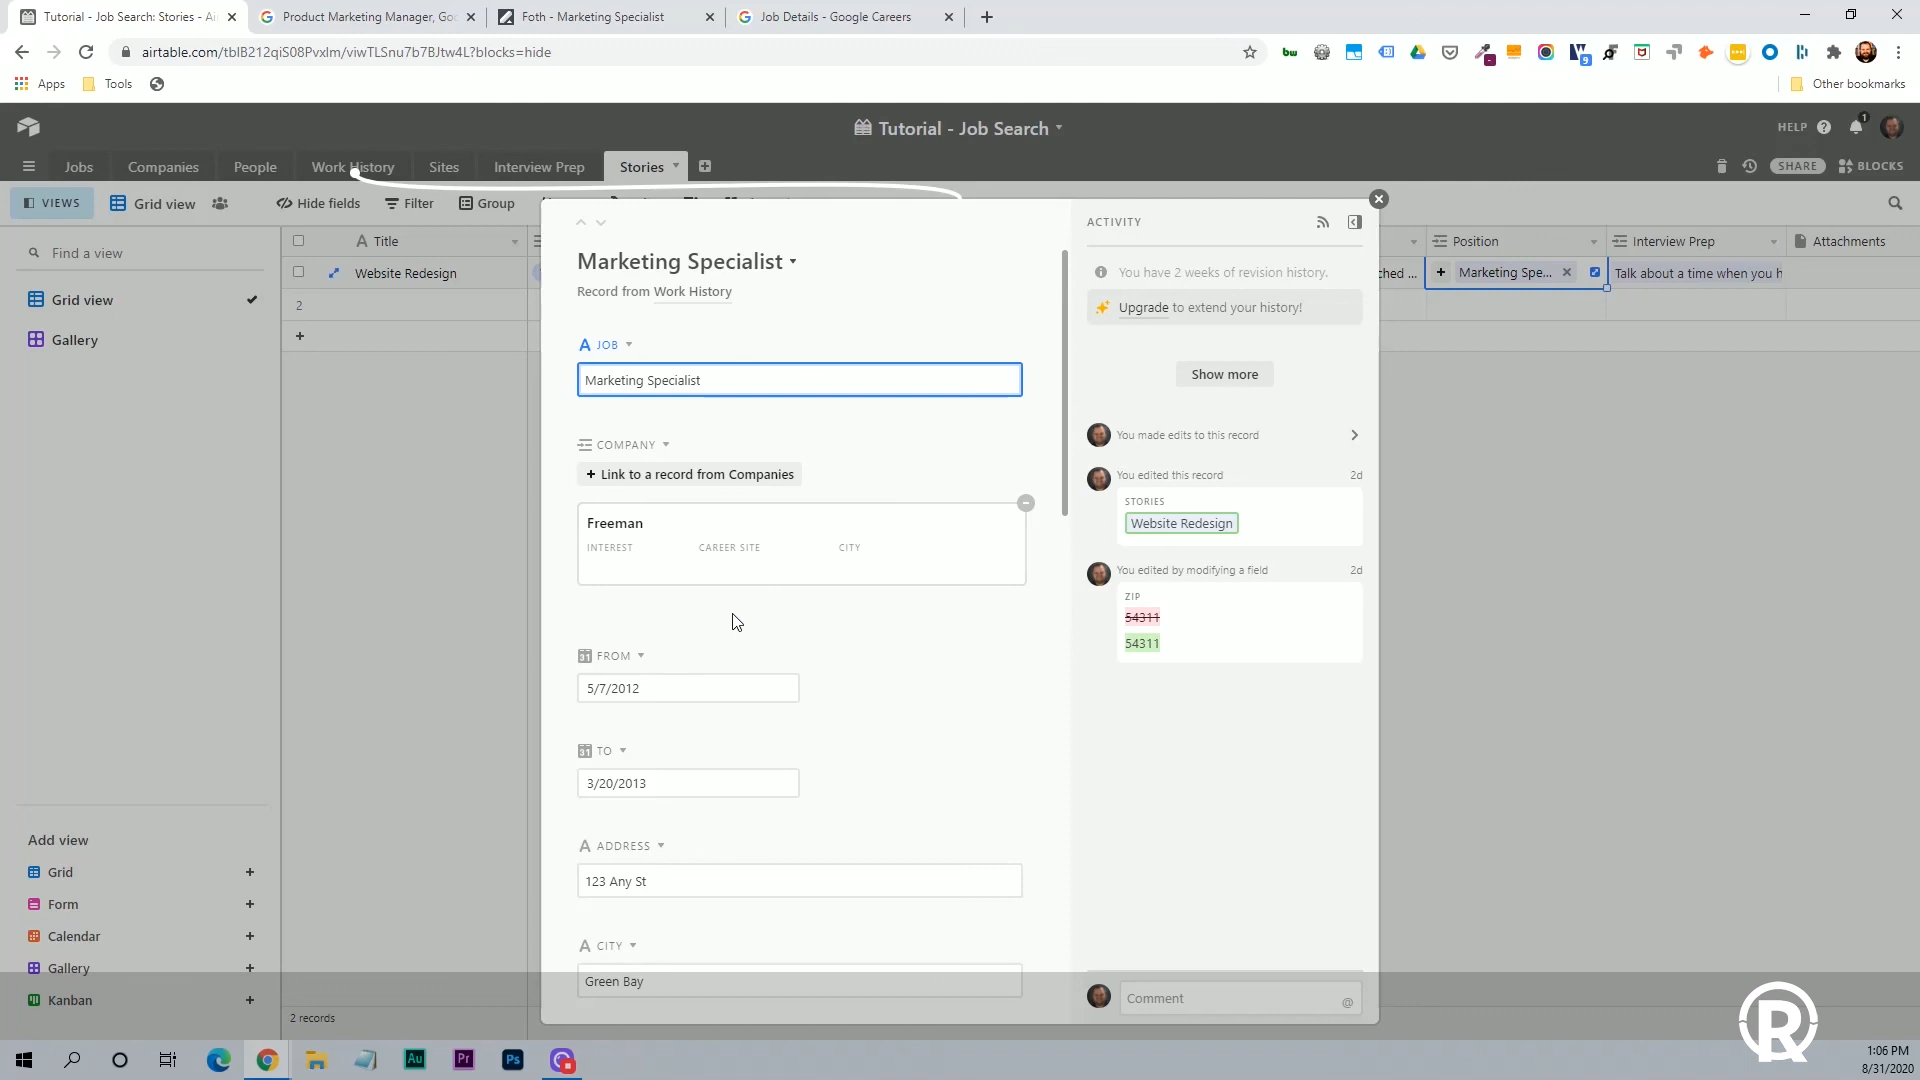 Tutorial - Job Search: Stories - Ai
Product Marketing Manager, Goo
Foth - Marketing Specialist
Job Details - Google Careers
airtable.com/tblB212qiS08Pvxlm/viwTLSnu7b7BJtw4L?blocks=hide
9
Apps
Tools
Other bookmarks
Tutorial - Job Search
HELP
1
Jobs
Companies
People
Work History
Sites
Interview Prep
Stories
SHARE
BLOCKS
VIEWS
Grid view
Hide fields
Filter
Group
Find a view
Grid view
Gallery
Add view
Grid
Form
Calendar
Gallery
Kanban
Title
Website Redesign
2
2 records
Position
Interview Prep
Attachments
ched ...
Marketing Spe...
Talk about a time when you h
Marketing Specialist
Record from Work History
JOB
Marketing Specialist
COMPANY
+ Link to a record from Companies
Freeman
INTEREST
CAREER SITE
CITY
FROM
5/7/2012
TO
3/20/2013
ADDRESS
123 Any St
CITY
Green Bay
ACTIVITY
You have 2 weeks of revision history.
Upgrade to extend your history!
Show more
You made edits to this record
You edited this record
2d
STORIES
Website Redesign
You edited by modifying a field
2d
ZIP
54311
54311
Comment
@
R
Au
Pr
Ps
1:06 PM
8/31/2020